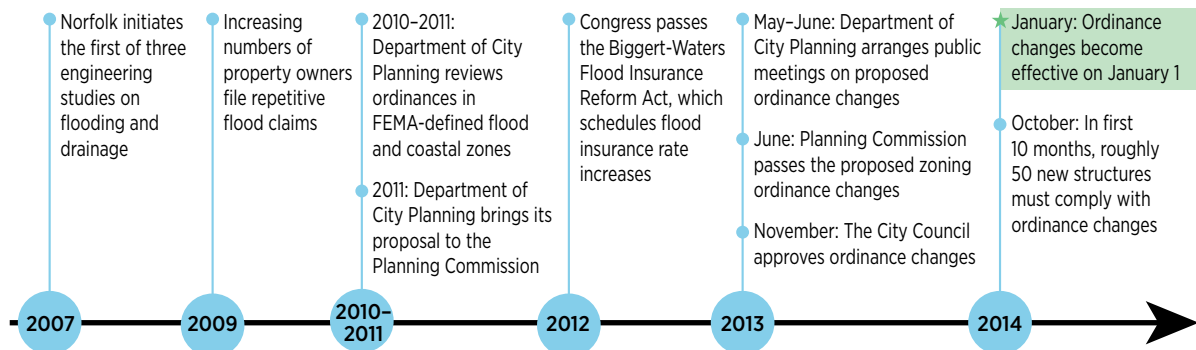 Norfolk initiates
the first of three
engineering
studies on
flooding and
drainage
2007
Increasing
numbers of
property owners
file repetitive
flood claims
2009
2010–2011:
Department of City
Planning reviews
ordinances in
FEMA-defined flood
and coastal zones
2011: Department of
City Planning brings its
proposal to the
Planning Commission
2010–
2011
Congress passes
the Biggert-Waters
Flood Insurance
Reform Act, which
schedules flood
insurance rate
increases
2012
May–June: Department of
City Planning arranges public
meetings on proposed
ordinance changes
June: Planning Commission
passes the proposed zoning
ordinance changes
November: The City Council
approves ordinance changes
2013
January: Ordinance
changes become
effective on January 1
October: In first
10 months, roughly
50 new structures
must comply with
ordinance changes
2014